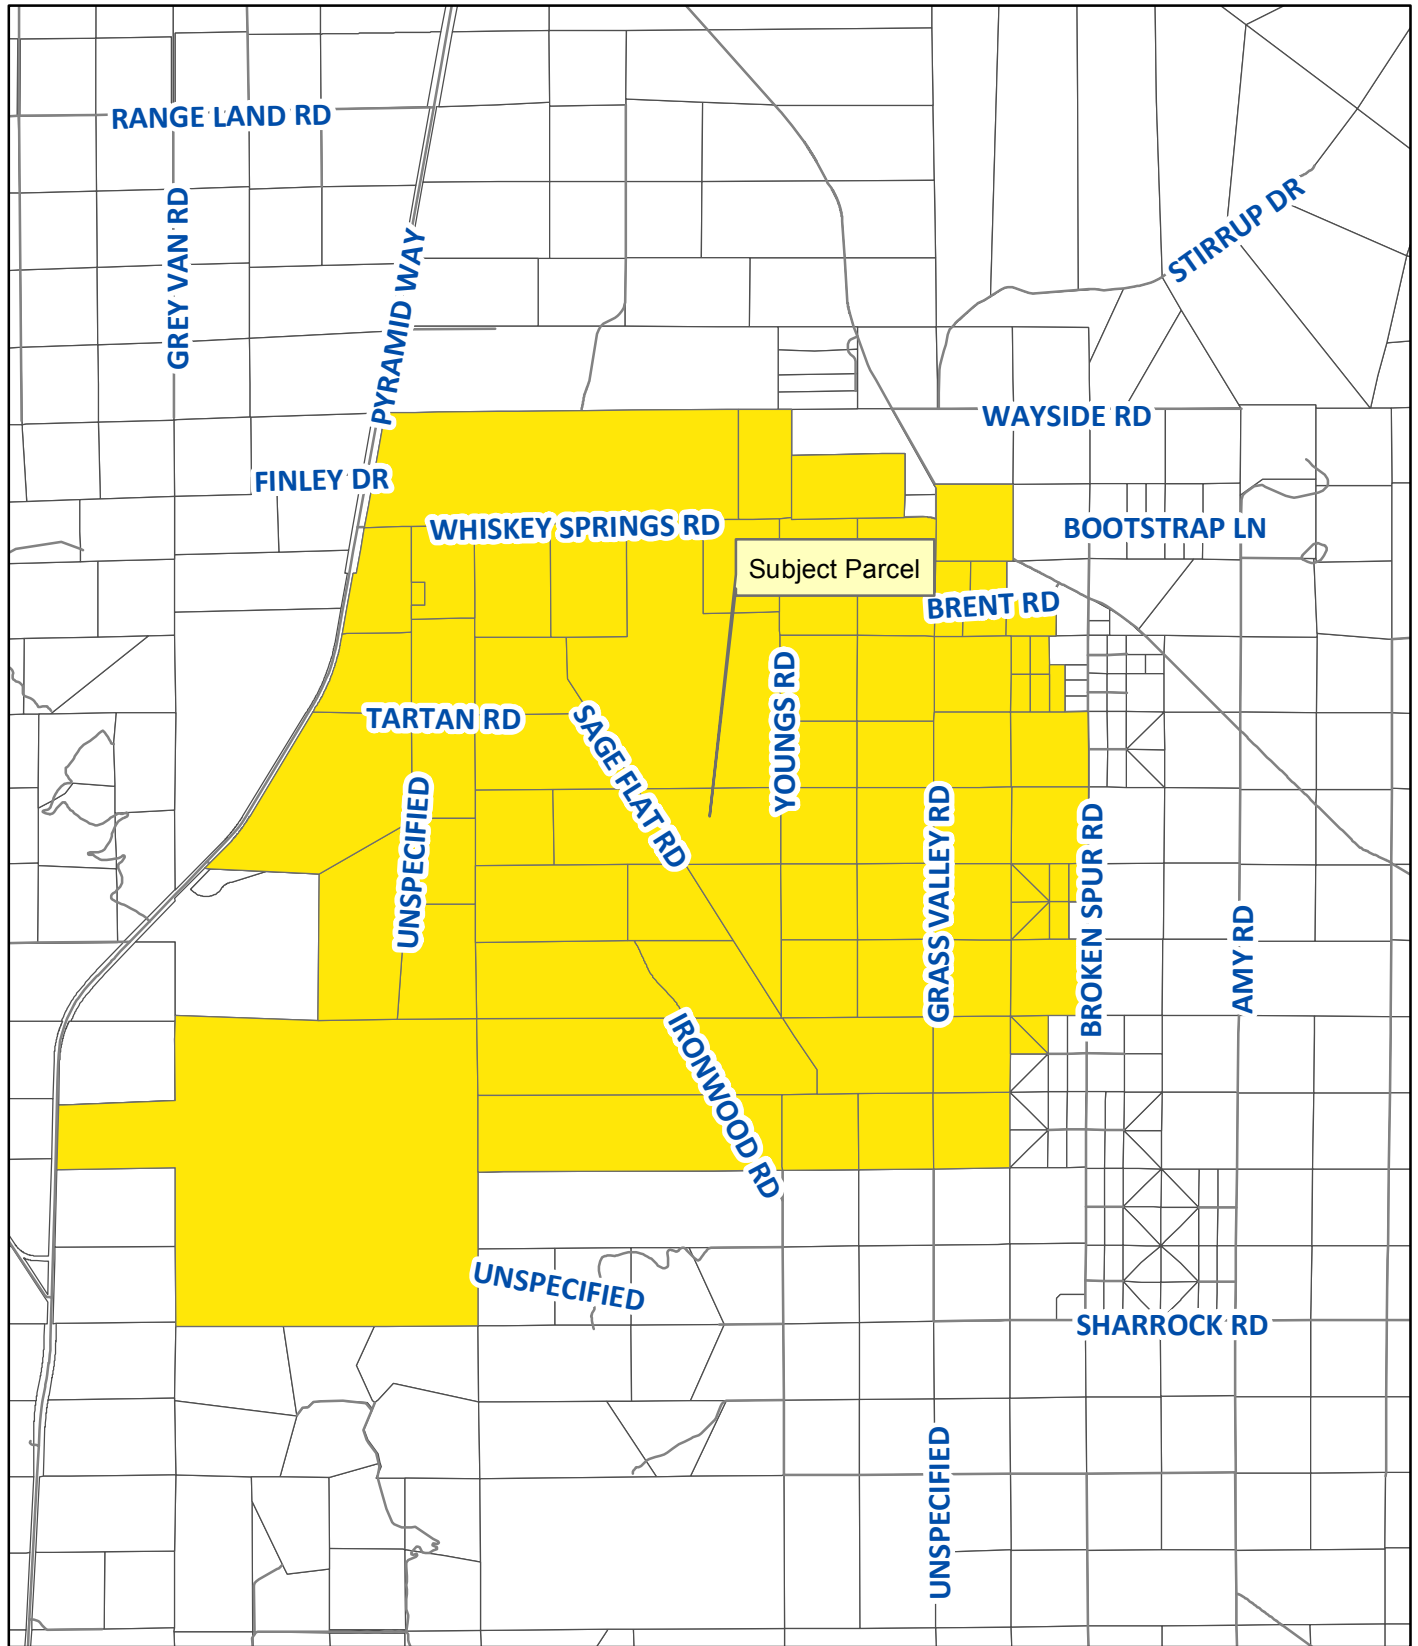 RANGE LAND RD
GREY VAN RD
PYRAMID WAY
STIRRUP DR
WAYSIDE RD
FINLEY DR
WHISKEY SPRINGS RD
BOOTSTRAP LN
Subject Parcel
BRENT RD
YOUNGS RD
TARTAN RD
SAGE FLAT RD
UNSPECIFIED
GRASS VALLEY RD
BROKEN SPUR RD
AMY RD
IRONWOOD RD
UNSPECIFIED
SHARROCK RD
UNSPECIFIED